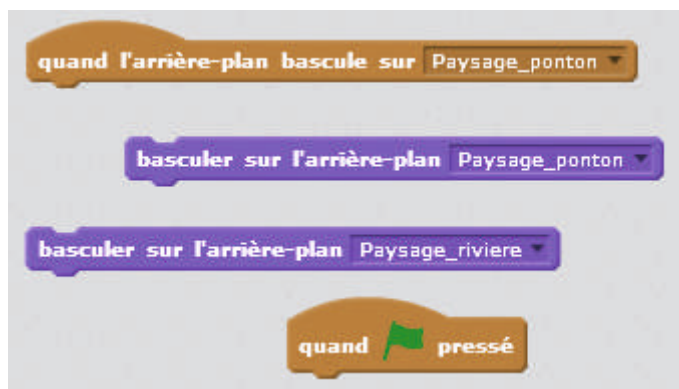 quand l'arrière-plan bascule sur Paysage_ponton
basculer sur l'arrière-plan Paysage_ponton
basculer sur l'arrière-plan Paysage_riviere
quand pressé